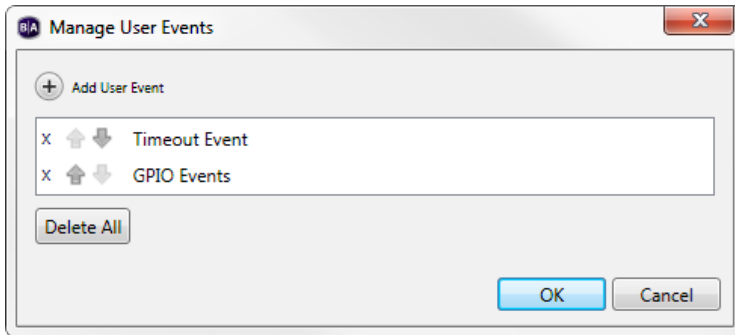 B|A Manage User Events
Add User Event
x Timeout Event
x GPIO Events
Delete All
OK Cancel